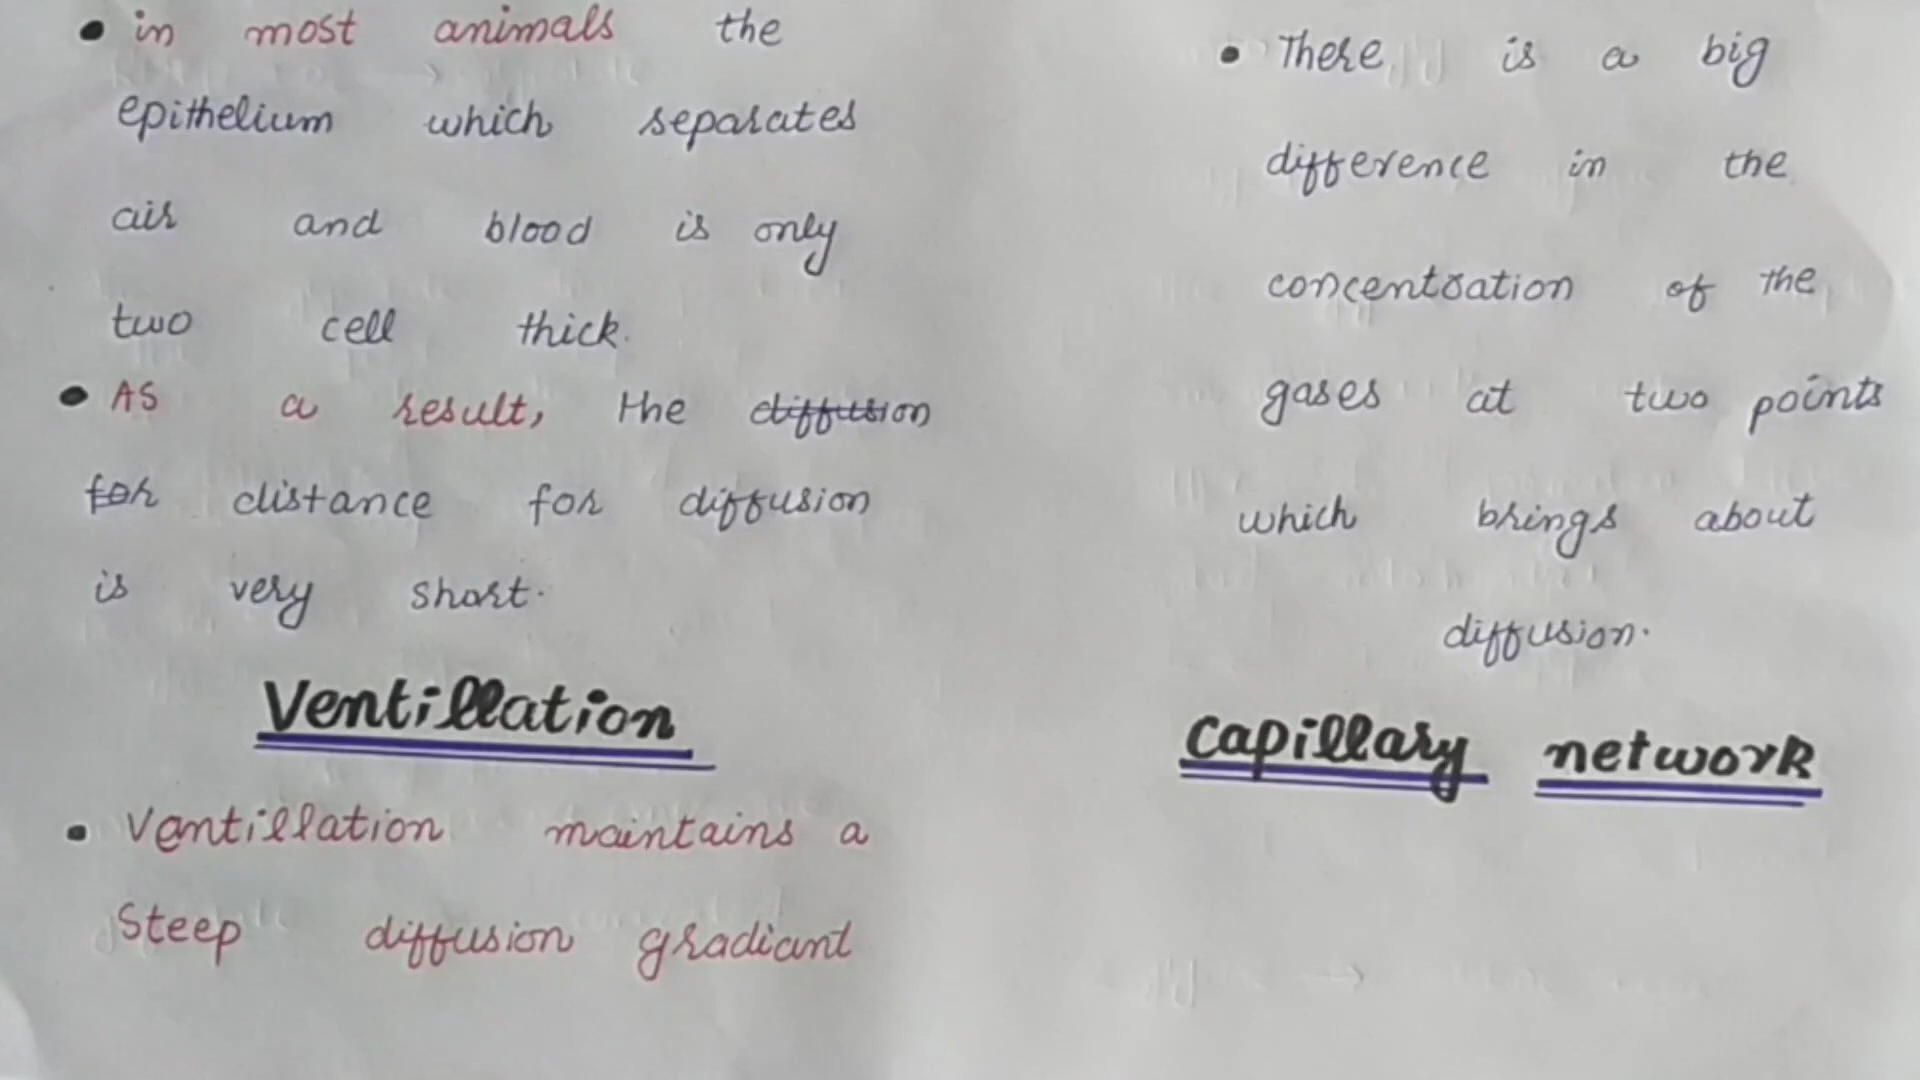 • in most animals the
epithelium which separates
air and blood is only
two cell thick.
• AS a result, the diffusion
for distance for diffusion
is very short.
Ventillation
• Ventillation maintains a
Steep diffusion gradiant
• There is a big
difference in the
concentration of the
gases at two points
which brings about
diffusion.
Capillary network